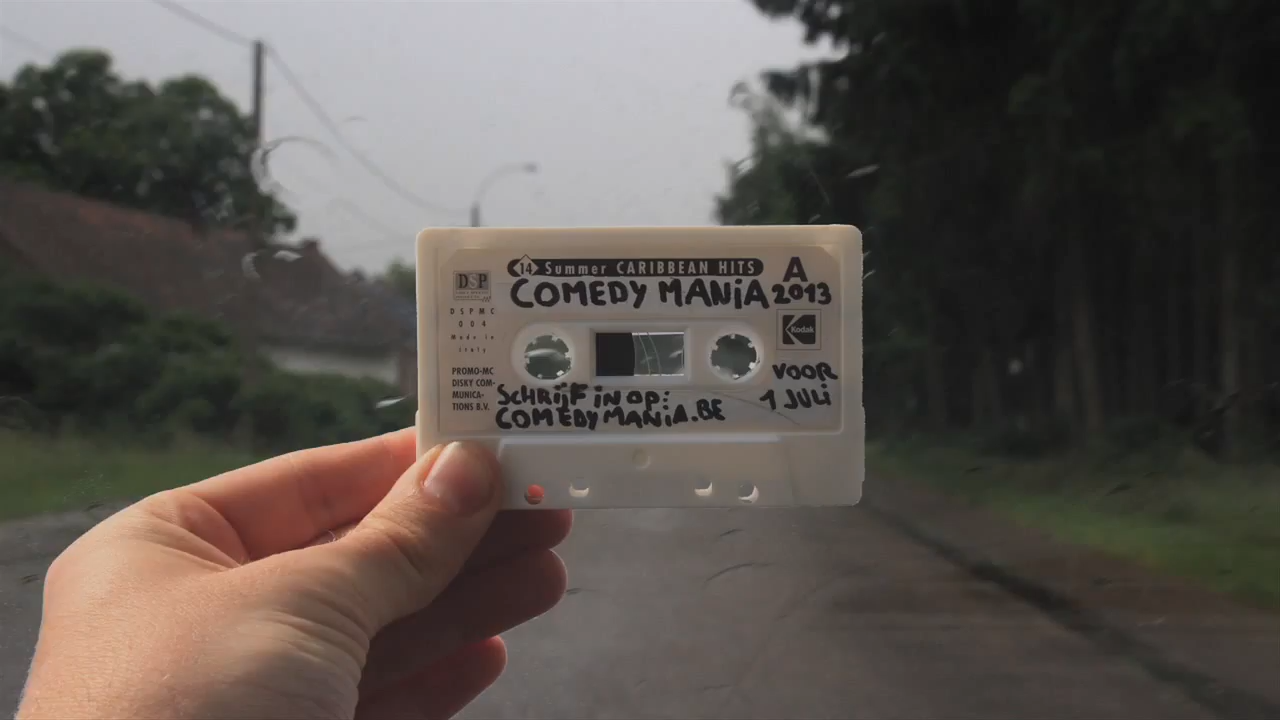 14 Summer CARIBBEAN HITS
A
COMEDY MANiA 2013
DSP
DSPMC
004
Made in
Italy
Kodak
PROMO-MC
DISKY COM-
MUNICA-
TIONS B.V.
SCHRijF iN OP:
COMEDYMANiA.BE
VOOR
1 JULi